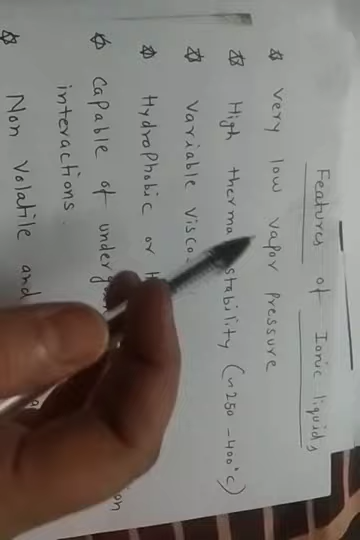 Features of Ionic liquids
☆ Very low vapor pressure
☆ High therma stability (~250-400°C)
☆ Variable Visco
☆ Hydrophobic or H
☆ Capable of underg
interactions.
☆ Non Volatile and